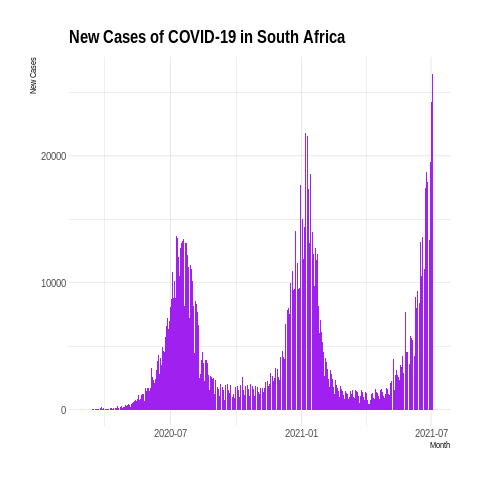 New Cases of COVID-19 in South Africa
New Cases
20000
10000
0
2020-07
2021-01
2021-07
Month